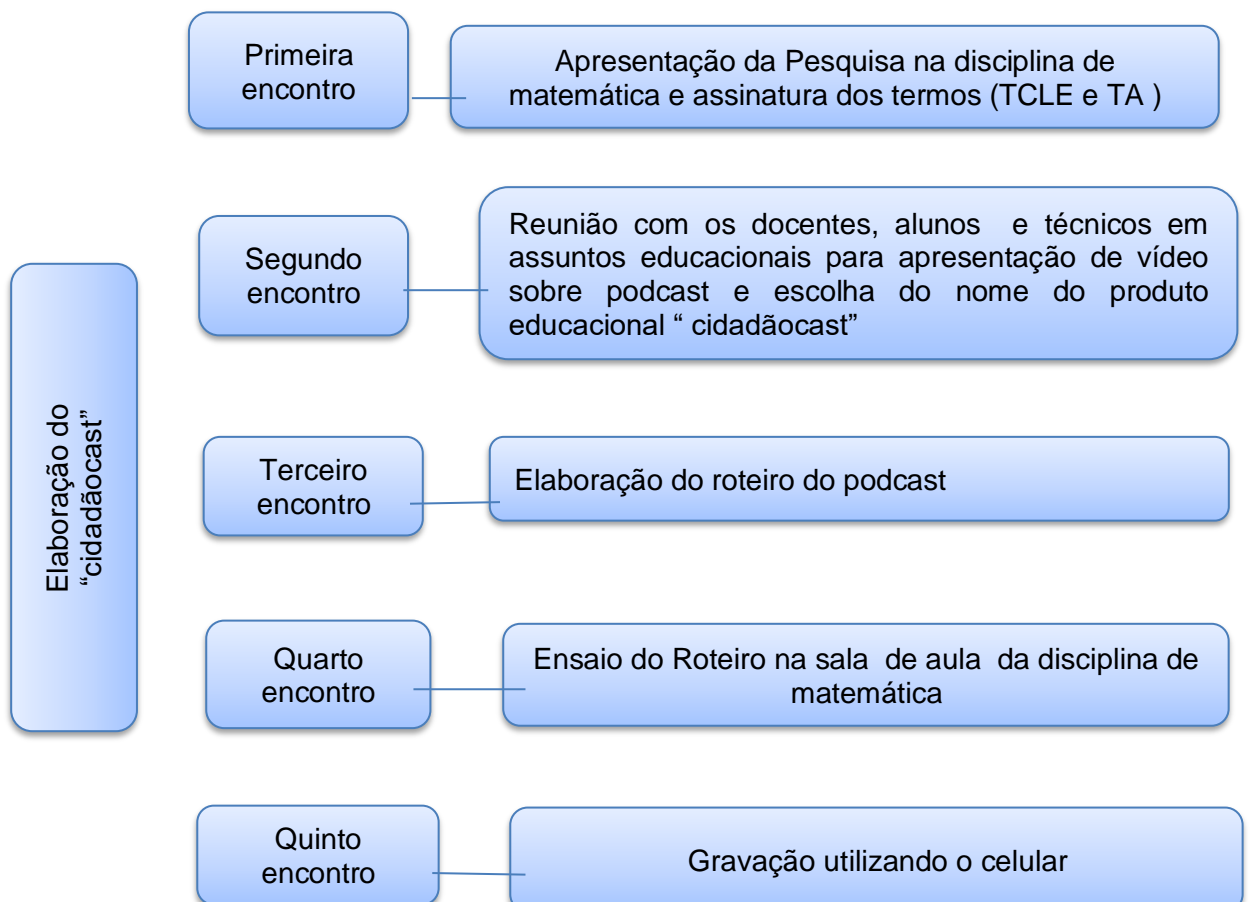 Primeira
encontro
Apresentação da Pesquisa na disciplina de
matemática e assinatura dos termos (TCLE e TA )
Segundo
encontro
Reunião com os docentes, alunos e técnicos em
assuntos educacionais para apresentação de vídeo
sobre podcast e escolha do nome do produto
educacional “ cidadãocast”
Elaboração do
“cidadãocast”
Terceiro
encontro
Elaboração do roteiro do podcast
Quarto
encontro
Ensaio do Roteiro na sala de aula da disciplina de
matemática
Quinto
encontro
Gravação utilizando o celular